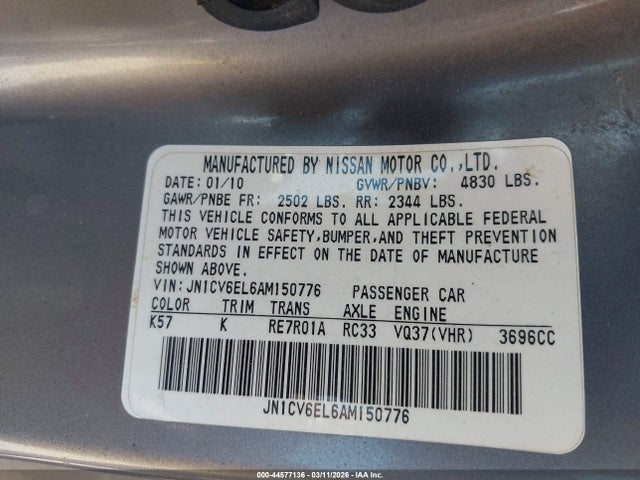 MANUFACTURED BY NISSAN MOTOR CO.,LTD.
DATE: 01/10 GVWR/PNBV: 4830 LBS.
GAWR/PNBE FR: 2502 LBS. RR: 2344 LBS.
THIS VEHICLE CONFORMS TO ALL APPLICABLE FEDERAL
MOTOR VEHICLE SAFETY,BUMPER,AND THEFT PREVENTION
STANDARDS IN EFFECT ON THE DATE OF MANUFACTURE
SHOWN ABOVE.
VIN: JN1CV6EL6AM150776 PASSENGER CAR
COLOR TRIM TRANS AXLE ENGINE
K57 K RE7R01A RC33 VQ37(VHR) 3696CC
JN1CV6EL6AM150776
000-44577136 - 03/11/2026 - IAA Inc.